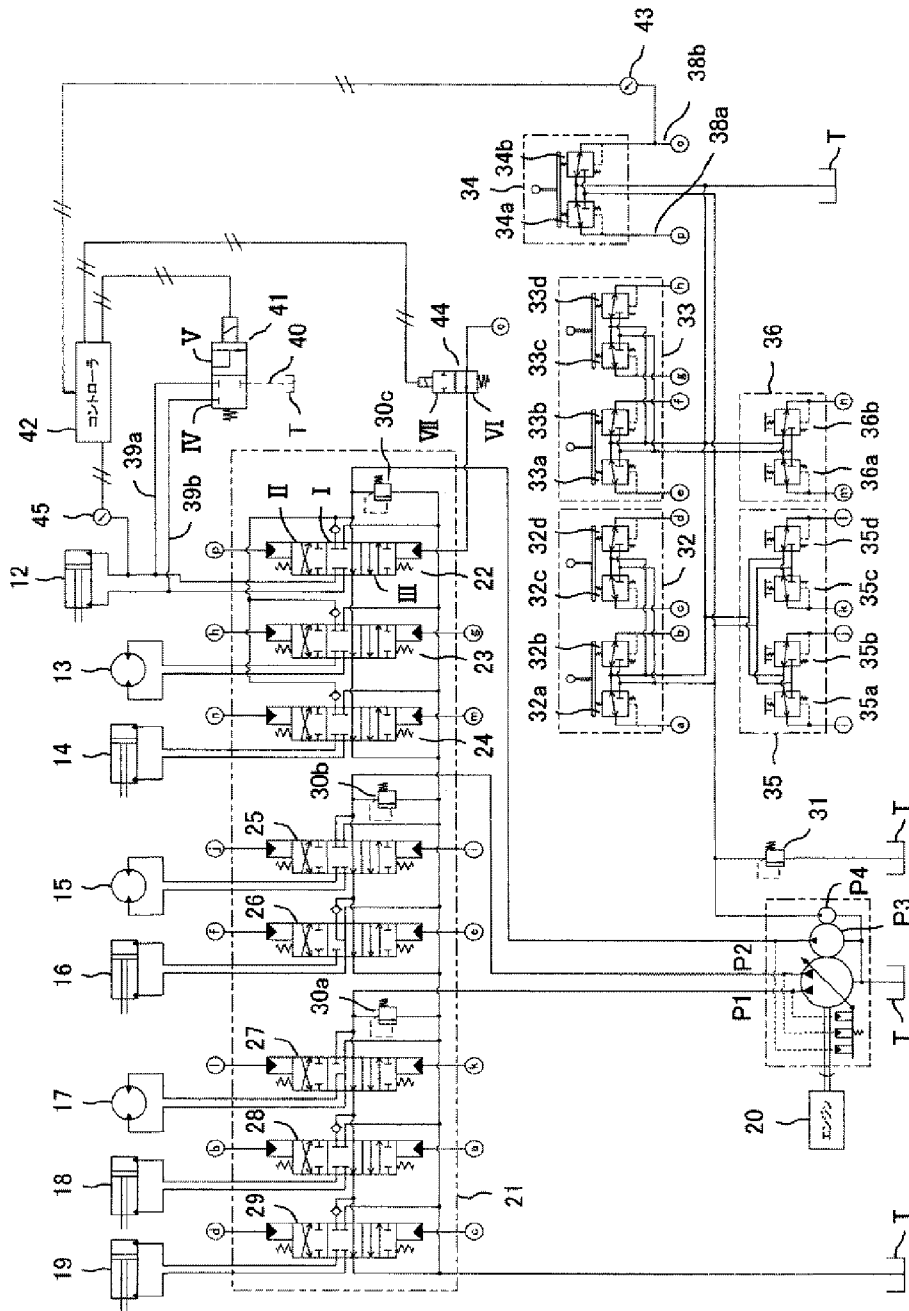 19
18
17
16
15
14
13
12
45
39a
39b
42
コントローラ
43
d
b
l
f
j
n
h
p
29
28
27
30a
26
25
30b
24
23
22
II
I
III
30c
IV
V
41
40
T
44
VII
VI
o
c
a
k
e
i
m
g
21
34
34a
34b
38a
38b
p
o
T
32a
32b
32c
32d
32
a
b
c
d
33a
33b
33c
33d
33
e
f
g
h
35
35a
35b
35c
35d
i
j
k
l
36
36a
36b
m
n
31
T
20
エンジン
P1
P2
P3
P4
T
T